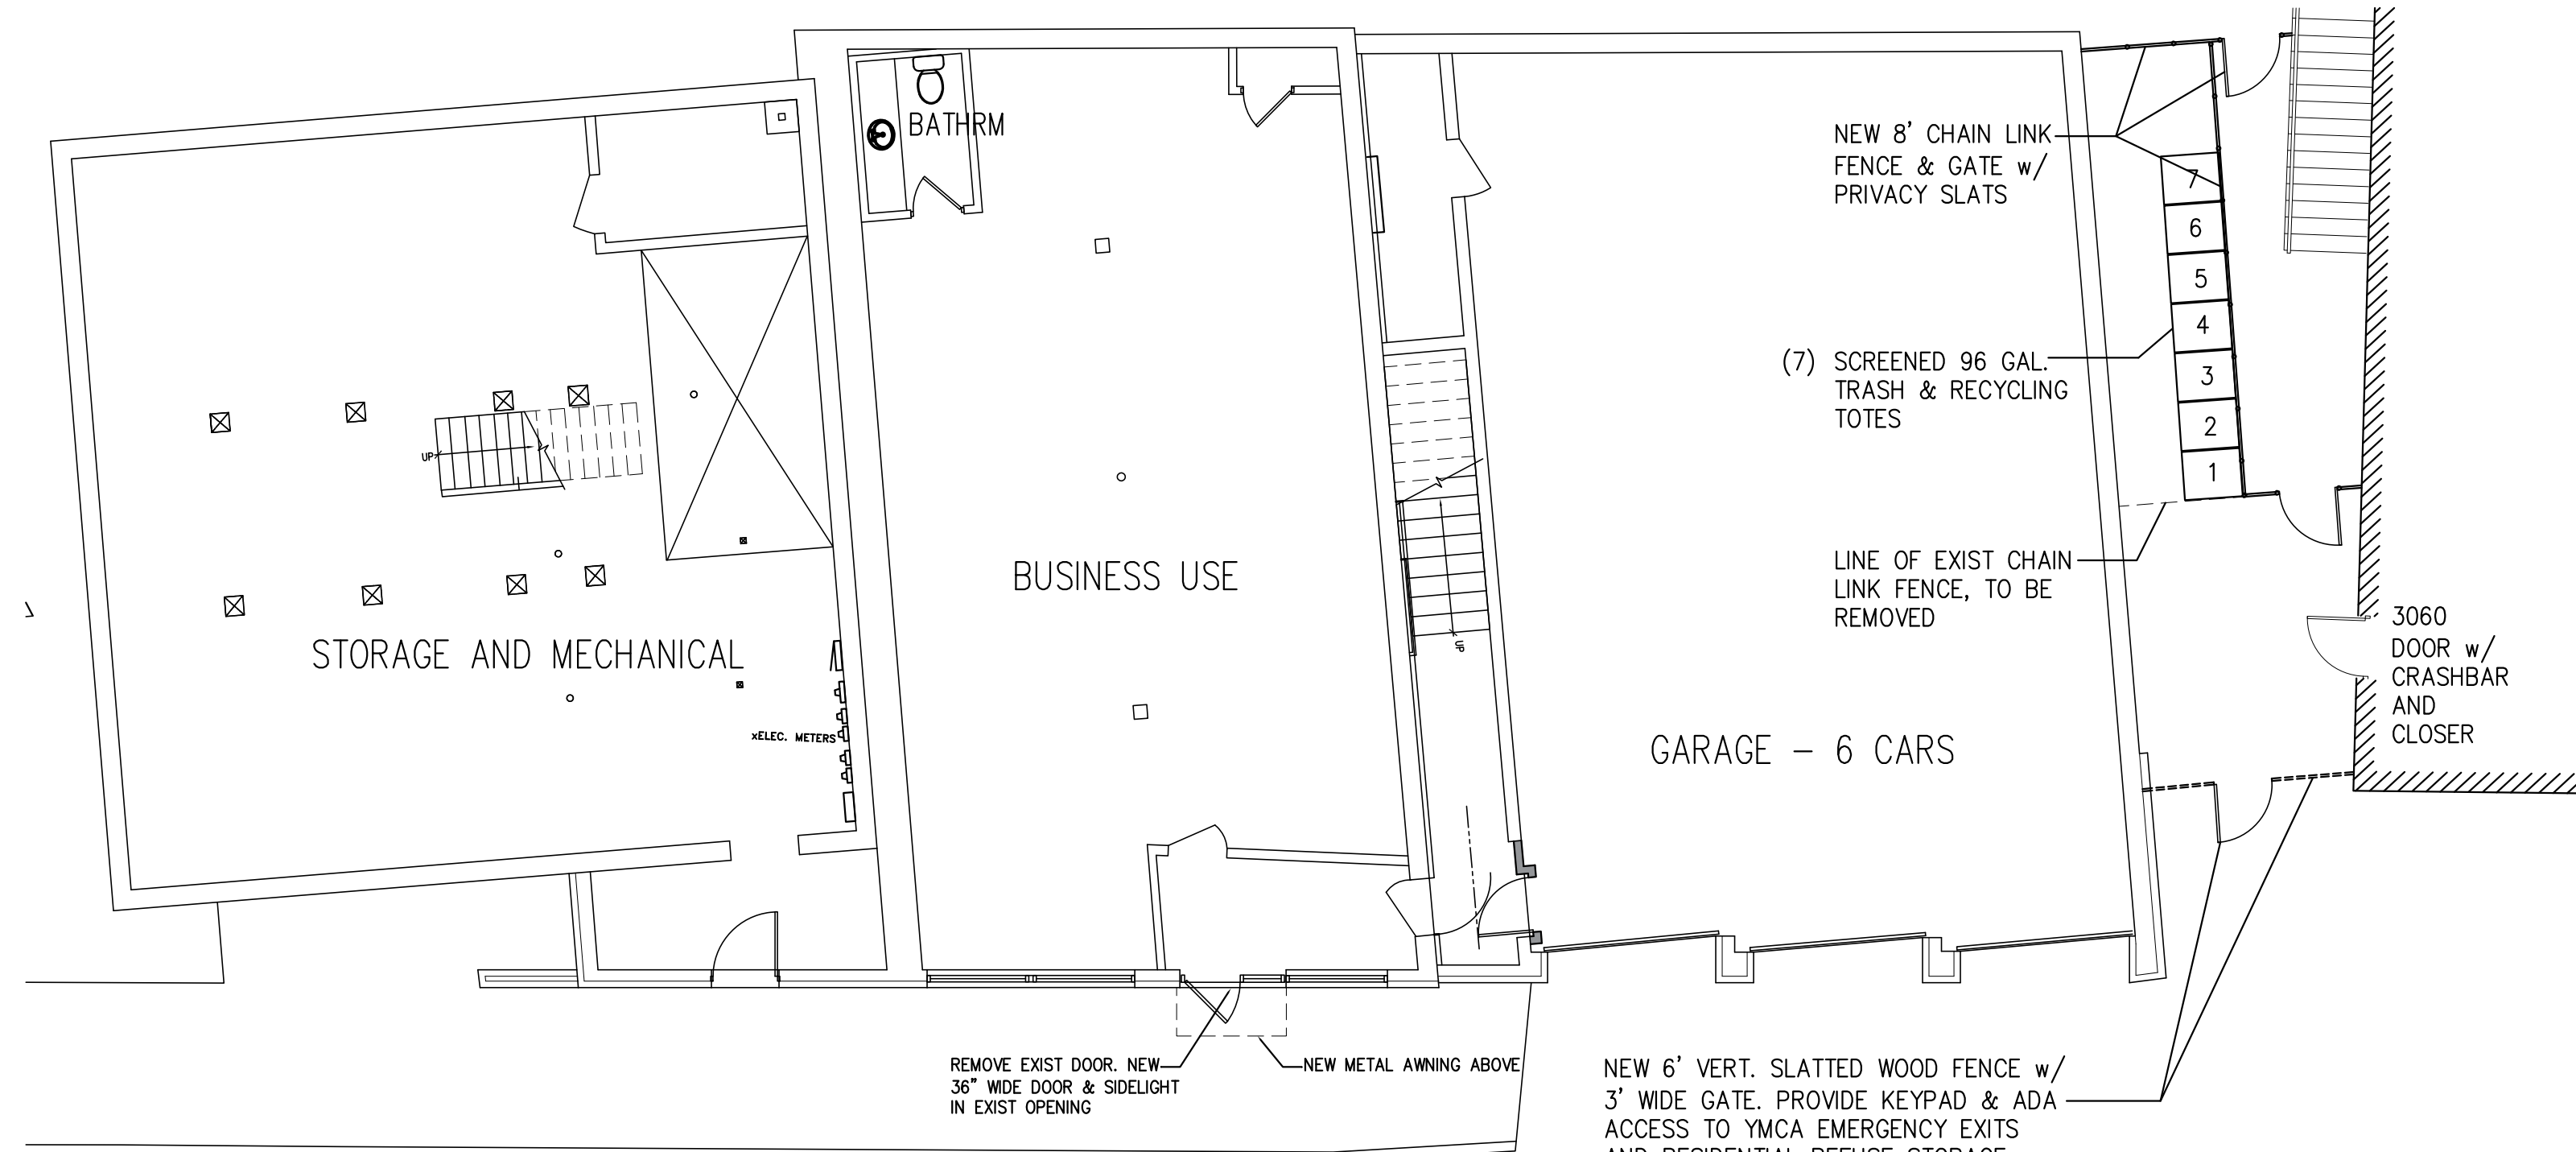 BATHRM
NEW 8' CHAIN LINK
FENCE & GATE w/
PRIVACY SLATS
7
6
5
4
3
2
1
(7) SCREENED 96 GAL.
TRASH & RECYCLING
TOTES
UP
BUSINESS USE
LINE OF EXIST CHAIN
LINK FENCE, TO BE
REMOVED
3060
DOOR w/
CRASHBAR
AND
CLOSER
STORAGE AND MECHANICAL
UP
xELEC. METERS
GARAGE - 6 CARS
REMOVE EXIST DOOR. NEW
36" WIDE DOOR & SIDELIGHT
IN EXIST OPENING
NEW METAL AWNING ABOVE
NEW 6' VERT. SLATTED WOOD FENCE w/
3' WIDE GATE. PROVIDE KEYPAD & ADA
ACCESS TO YMCA EMERGENCY EXITS
AND RESIDENTIAL REFUSE STORAGE